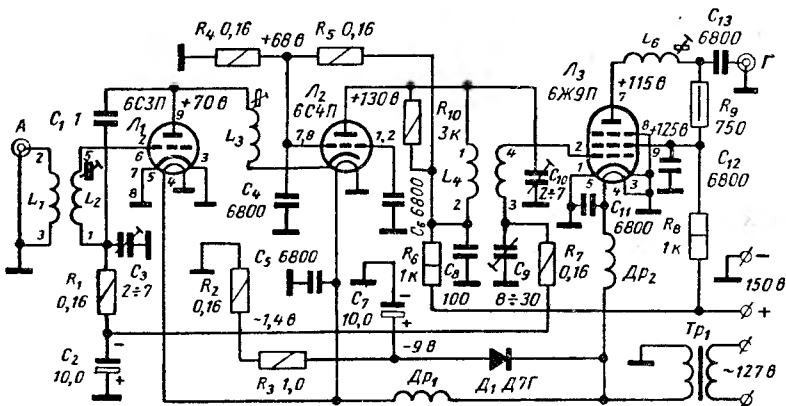 R₄ 0,16
+68 в
R₅ 0,16
L₆
C₁₃
6800
Г
C₁ 1
6С3П
Л₁
+70 в
9
2
6
7
5
4
3
8
А
2
L₁
3
5
L₂
1
L₃
Л₂
6С4П
+130 в
7,8
7,2
C₄
6800
C₆ 6800
R₁₀
3к
1
L₄
2
4
3
Л₃
6Ж9П
+115 в
7
8
+125 в
2
9
1
5
4
3
C₁₀
2÷7
C₁₁
6800
R₉
750
C₁₂
6800
R₈
1к
C₃
2÷7
R₁
0,16
C₂
10,0
−
+
R₂
0,16
C₅ 6800
C₇
10,0
−
+
R₆
1к
C₈
100
C₉
8÷30
R₇
0,16
Др₂
−
150 в
+
−1,4 в
R₃ 1,0
−9 в
Д₁ Д7Г
Др₁
Тр₁
~127 в